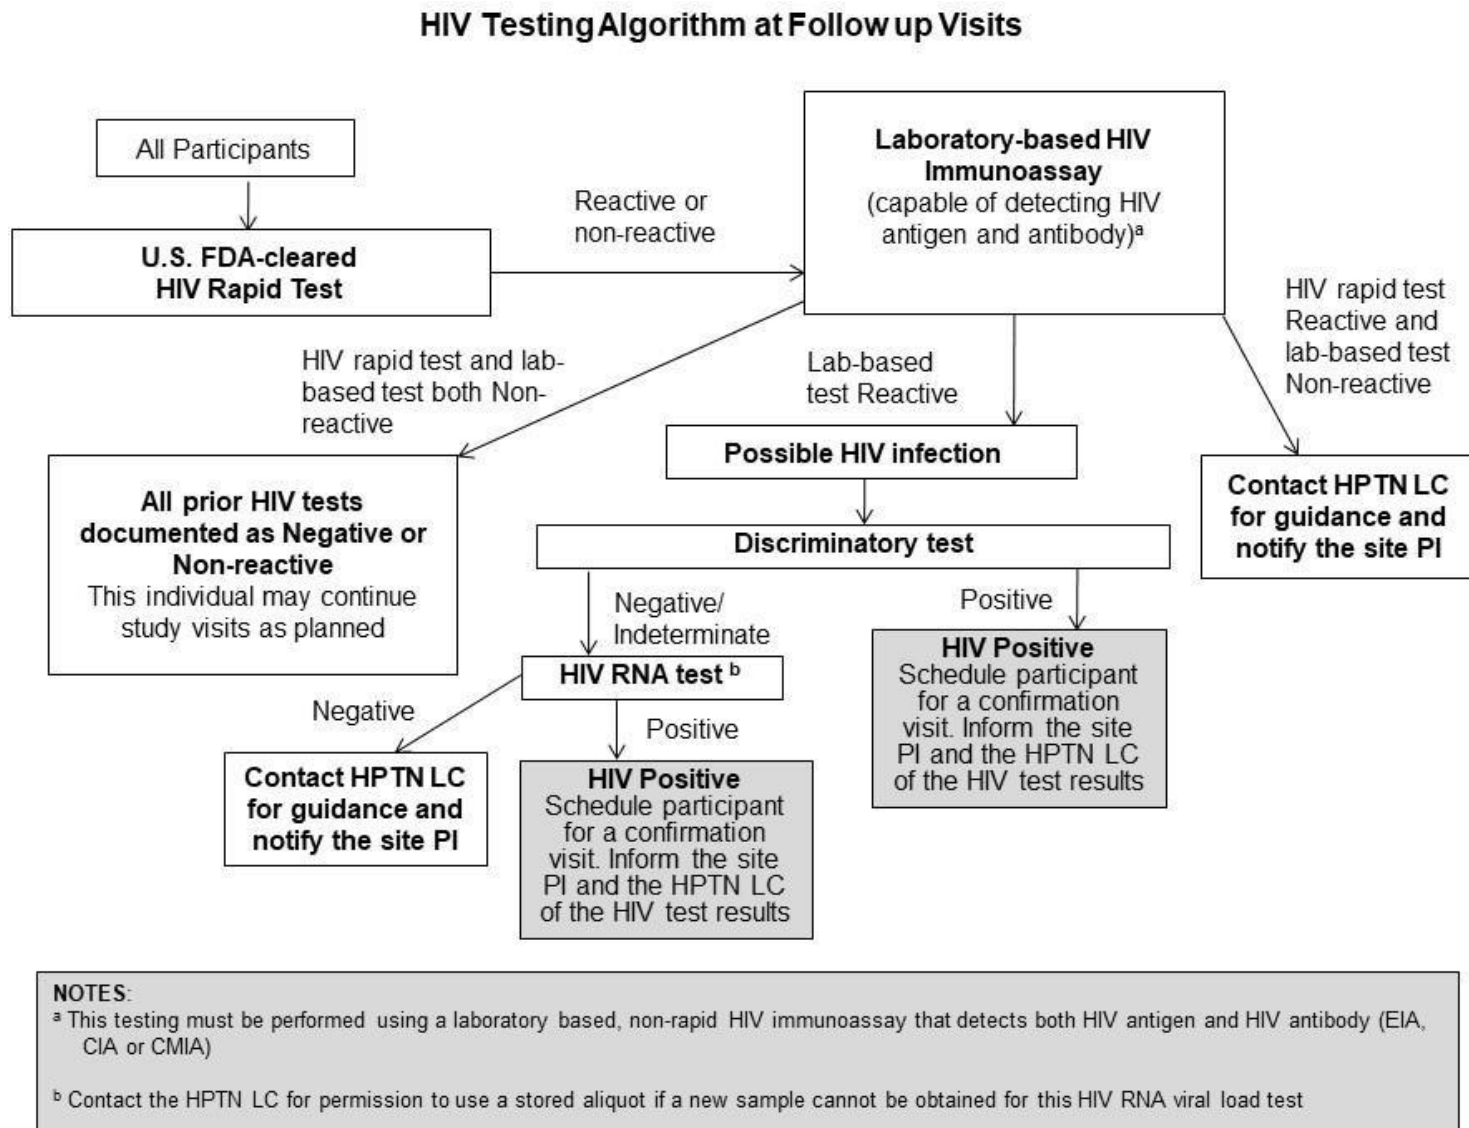 HIV Testing Algorithm at Follow up Visits
All Participants
U.S. FDA-cleared
HIV Rapid Test
Reactive or
non-reactive
Laboratory-based HIV
Immunoassay
(capable of detecting HIV
antigen and antibody)ᵃ
HIV rapid test and lab-
based test both Non-
reactive
Lab-based
test Reactive
HIV rapid test
Reactive and
lab-based test
Non-reactive
All prior HIV tests
documented as Negative or
Non-reactive
This individual may continue
study visits as planned
Possible HIV infection
Contact HPTN LC
for guidance and
notify the site PI
Discriminatory test
Negative/
Indeterminate
Positive
HIV RNA test ᵇ
HIV Positive
Schedule participant
for a confirmation
visit. Inform the site
PI and the HPTN LC
of the HIV test results
Negative
Positive
Contact HPTN LC
for guidance and
notify the site PI
HIV Positive
Schedule participant
for a confirmation
visit. Inform the site
PI and the HPTN LC
of the HIV test results
NOTES:
ᵃ This testing must be performed using a laboratory based, non-rapid HIV immunoassay that detects both HIV antigen and HIV antibody (EIA,
CIA or CMIA)
ᵇ Contact the HPTN LC for permission to use a stored aliquot if a new sample cannot be obtained for this HIV RNA viral load test